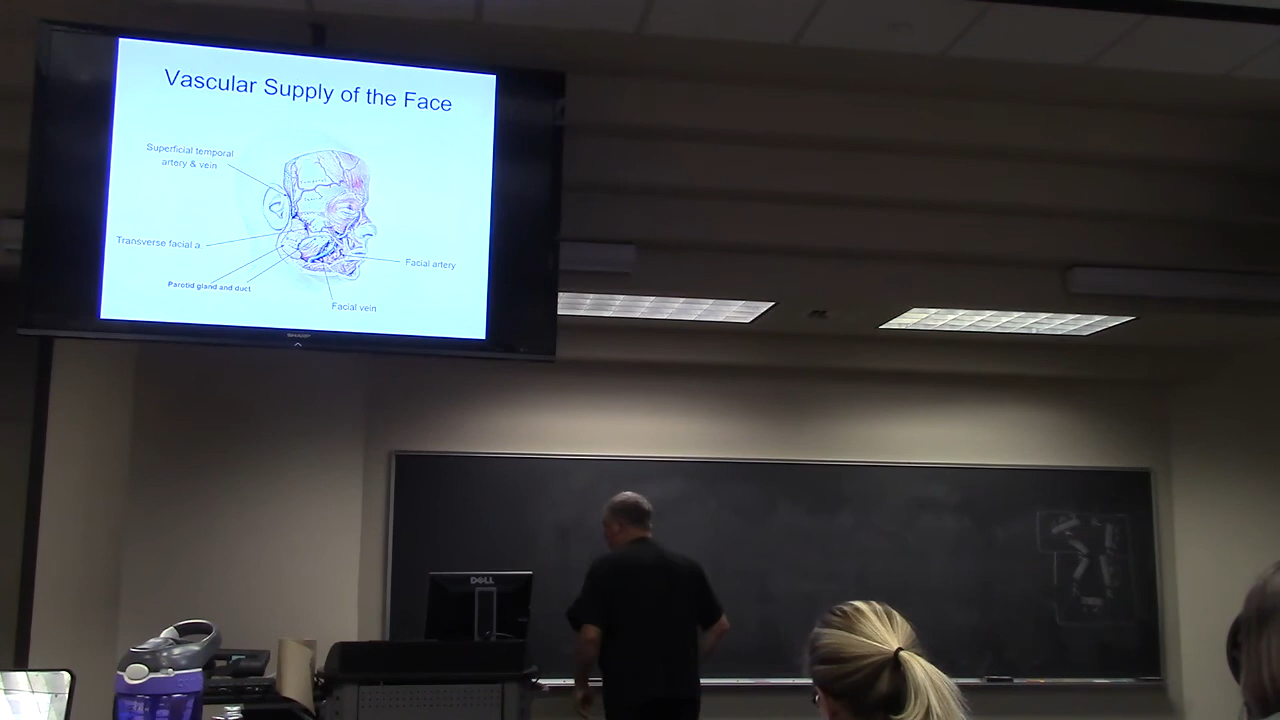 Vascular Supply of the Face
Superficial temporal
artery & vein
Transverse facial a.
Facial artery
Parotid gland and duct
Facial vein
SHARP
DELL